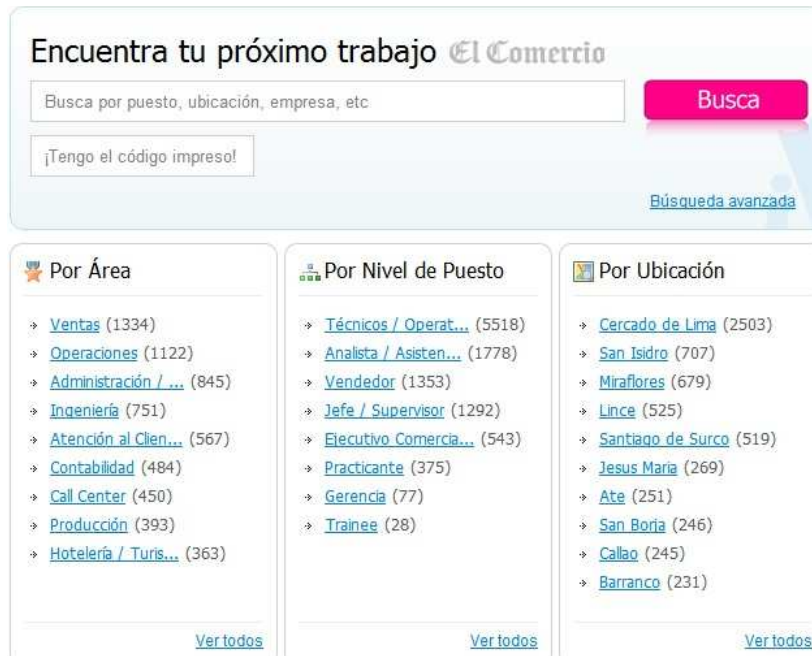 Encuentra tu próximo trabajo El Comercio
Busca por puesto, ubicación, empresa, etc
Busca
¡Tengo el código impreso!
Búsqueda avanzada
Por Área
Ventas (1334)
Operaciones (1122)
Administración / ... (845)
Ingeniería (751)
Atención al Clien... (567)
Contabilidad (484)
Call Center (450)
Producción (393)
Hotelería / Turis... (363)
Ver todos
Por Nivel de Puesto
Técnicos / Operat... (5518)
Analista / Asisten... (1778)
Vendedor (1353)
Jefe / Supervisor (1292)
Ejecutivo Comercia... (543)
Practicante (375)
Gerencia (77)
Trainee (28)
Ver todos
Por Ubicación
Cercado de Lima (2503)
San Isidro (707)
Miraflores (679)
Lince (525)
Santiago de Surco (519)
Jesus Maria (269)
Ate (251)
San Borja (246)
Callao (245)
Barranco (231)
Ver todos